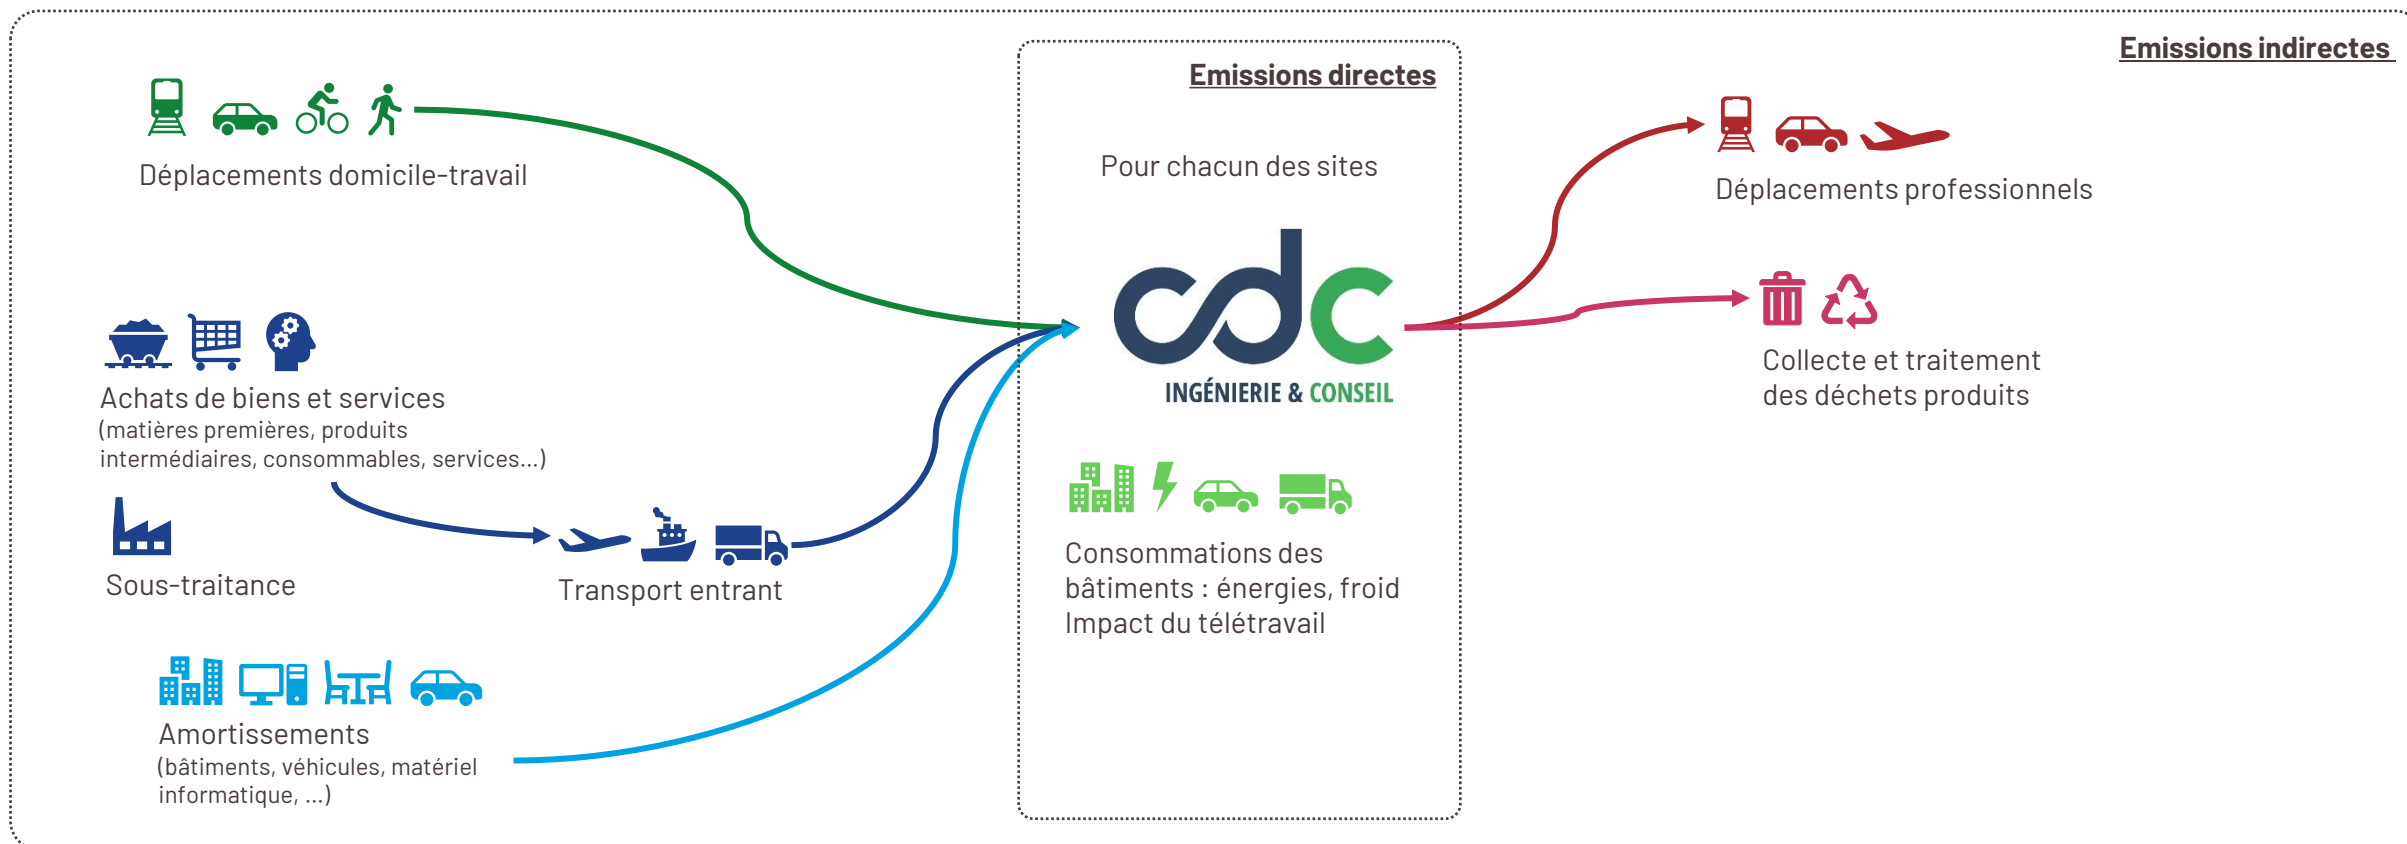 Emissions indirectes
Emissions directes
Déplacements domicile-travail
Pour chacun des sites
Déplacements professionnels
cdc
INGÉNIERIE & CONSEIL
Achats de biens et services
(matières premières, produits
intermédiaires, consommables, services...)
Collecte et traitement
des déchets produits
Sous-traitance
Transport entrant
Consommations des
bâtiments : énergies, froid
Impact du télétravail
Amortissements
(bâtiments, véhicules, matériel
informatique, ...)